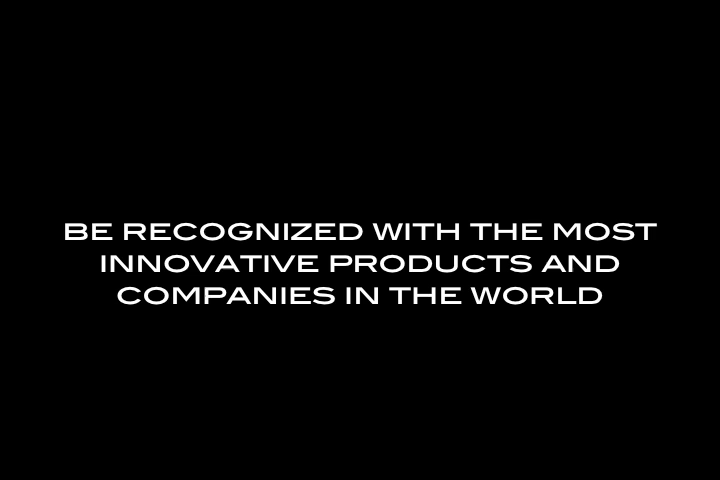 BE RECOGNIZED WITH THE MOST
INNOVATIVE PRODUCTS AND
COMPANIES IN THE WORLD